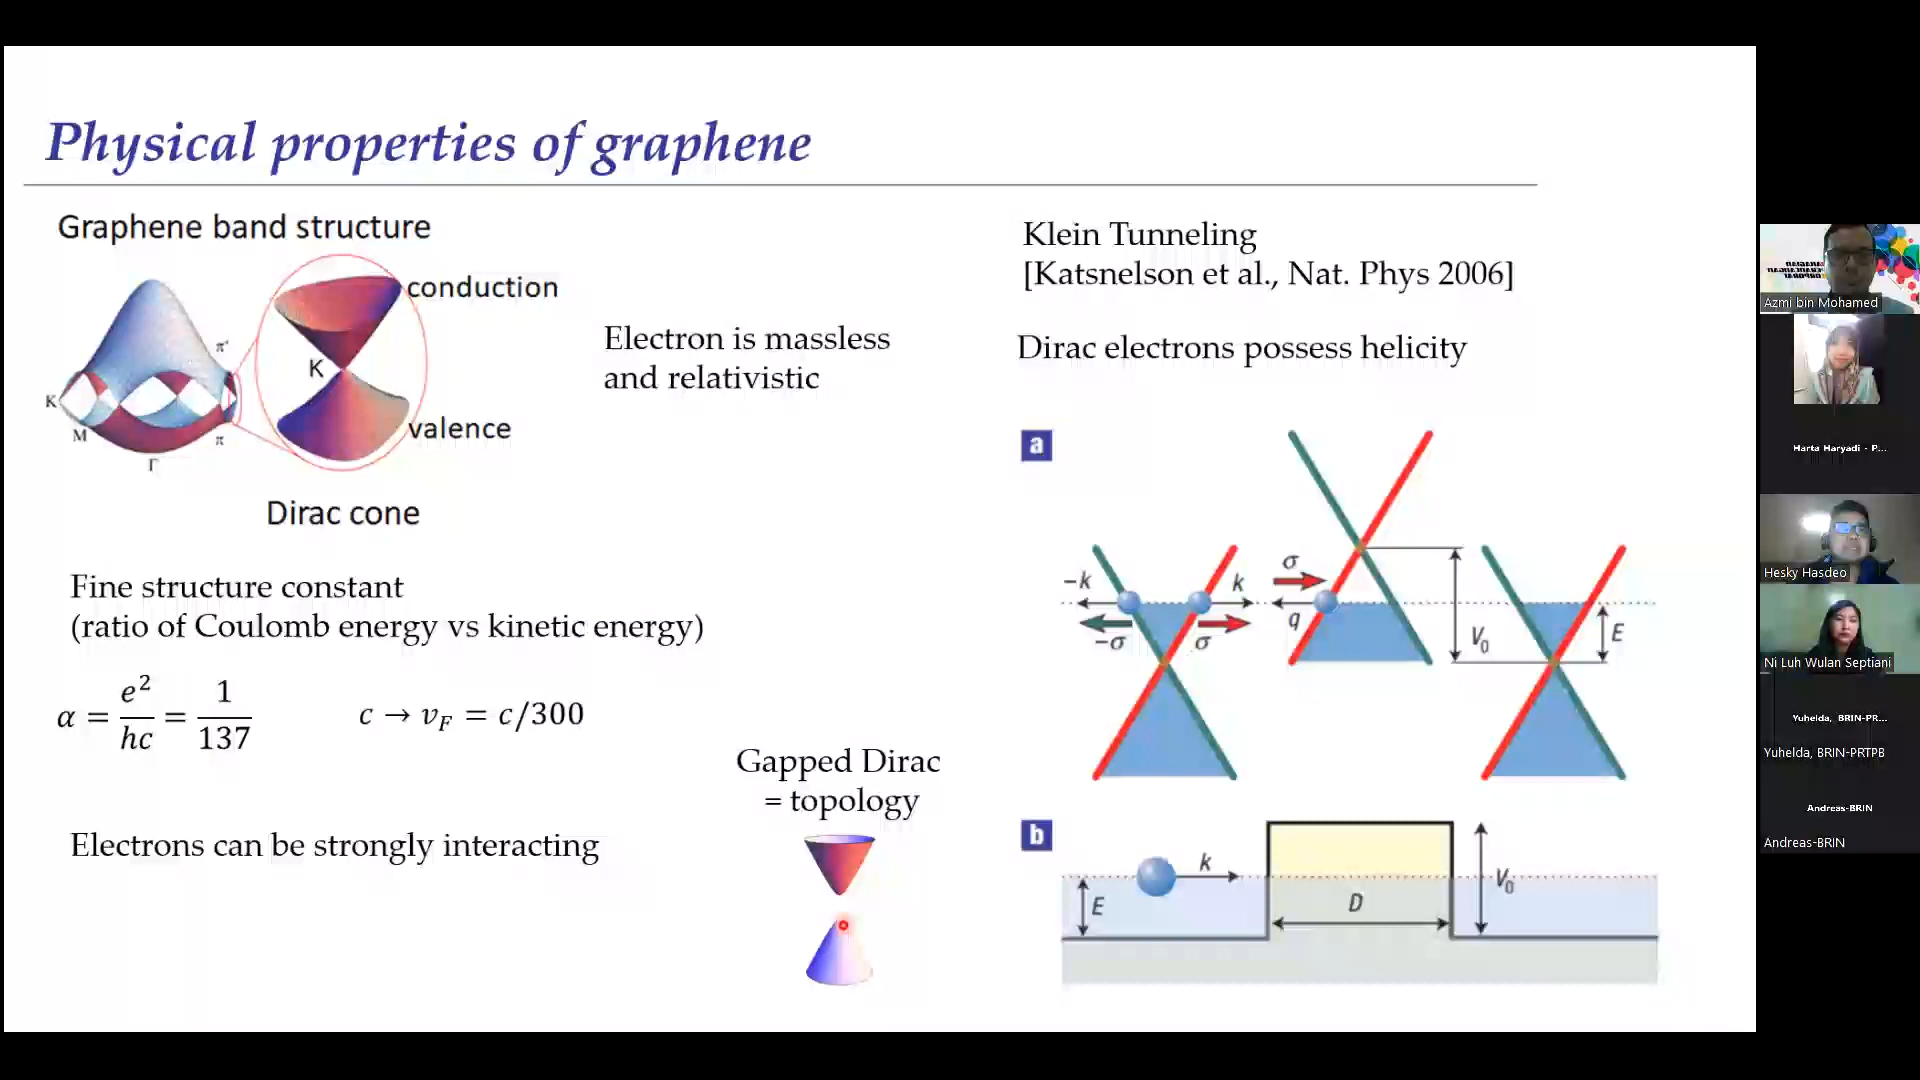 Physical properties of graphene
Graphene band structure
conduction
π*
K
K
M
π
Γ
valence
Dirac cone
Electron is massless
and relativistic
Fine structure constant
(ratio of Coulomb energy vs kinetic energy)
α = e²/hc = 1/137
c → v_F = c/300
Electrons can be strongly interacting
Gapped Dirac
= topology
Klein Tunneling
[Katsnelson et al., Nat. Phys 2006]
Dirac electrons possess helicity
a
−k
k
−σ
σ
σ
q
V₀
E
b
k
E
D
V₀
Azmi bin Mohamed
Harta Haryadi - P...
Hesky Hasdeo
Ni Luh Wulan Septiani
Yuhelda, BRIN-PR...
Yuhelda, BRIN-PRTPB
Andreas-BRIN
Andreas-BRIN